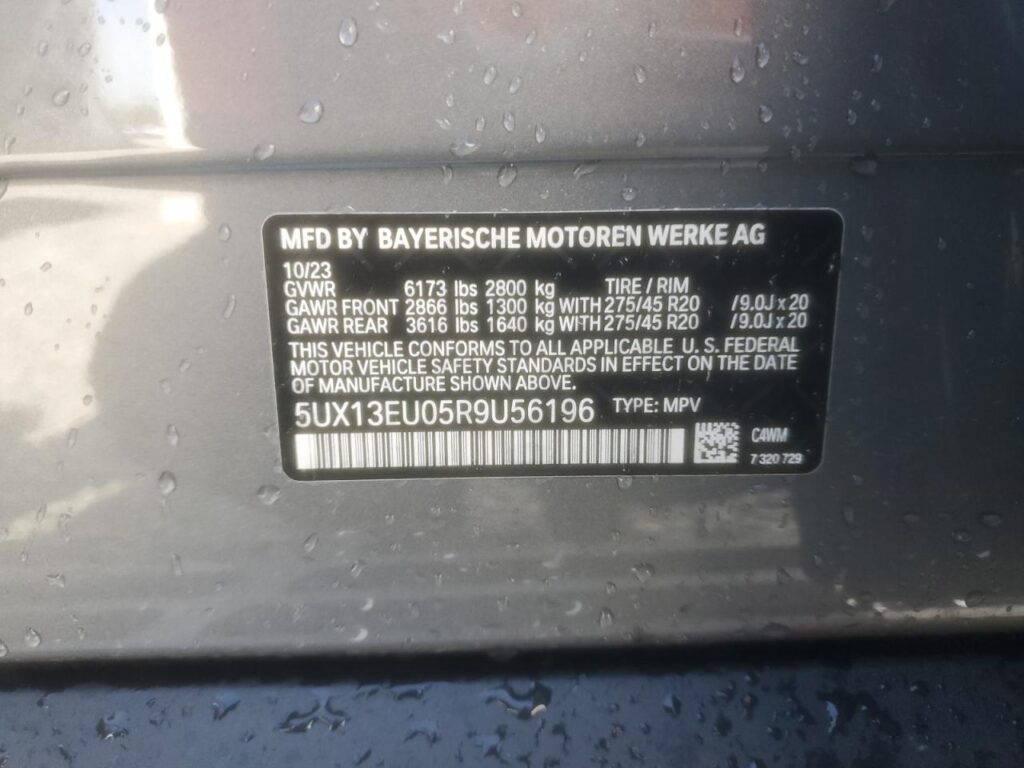 MFD BY BAYERISCHE MOTOREN WERKE AG
10/23
GVWR 6173 lbs 2800 kg TIRE / RIM
GAWR FRONT 2866 lbs 1300 kg WITH 275/45 R20 /9.0J x 20
GAWR REAR 3616 lbs 1640 kg WITH 275/45 R20 /9.0J x 20
THIS VEHICLE CONFORMS TO ALL APPLICABLE U. S. FEDERAL
MOTOR VEHICLE SAFETY STANDARDS IN EFFECT ON THE DATE
OF MANUFACTURE SHOWN ABOVE.
5UX13EU05R9U56196 TYPE: MPV
C4WM
7 320 729